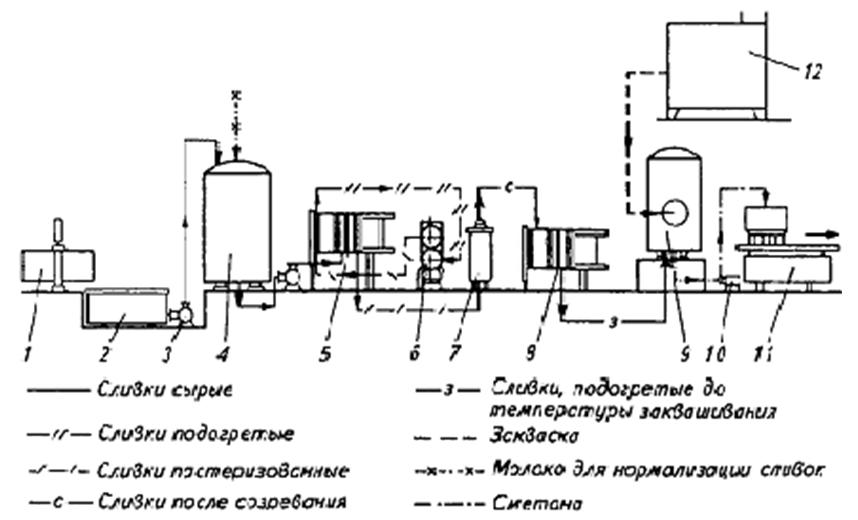 12
с
з
1 2 3 4 5 6 7 8 9 10 11
Сливки сырые
Сливки подогретые
Сливки пастеризованные
с Сливки после созревания
з Сливки, подогретые до
температуры заквашивания
Закваска
Молоко для нормализации сливок
Сметана